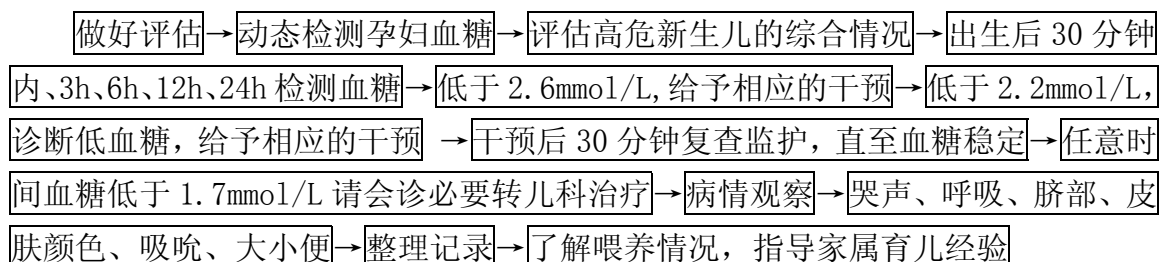 做好评估→动态检测孕妇血糖→评估高危新生儿的综合情况→出生后 30 分钟
内、3h、6h、12h、24h 检测血糖→低于 2.6mmol/L,给予相应的干预→低于 2.2mmol/L，
诊断低血糖，给予相应的干预 →干预后 30 分钟复查监护，直至血糖稳定→任意时
间血糖低于 1.7mmol/L 请会诊必要转儿科治疗→病情观察→哭声、呼吸、脐部、皮
肤颜色、吸吮、大小便→整理记录→了解喂养情况，指导家属育儿经验